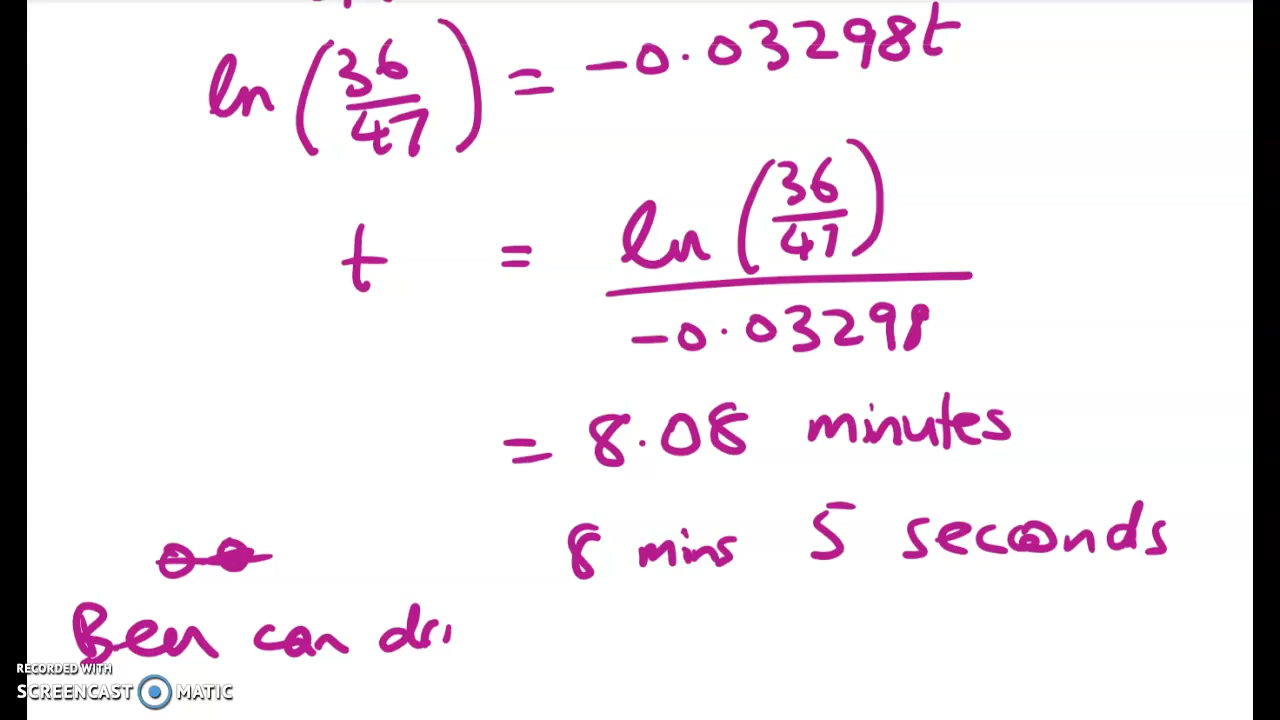 ln(36/47) = -0.03298t
t = ln(36/47)/-0.03298
= 8.08 minutes
8 mins 5 seconds
Ben can
RECORDED WITH
SCREENCAST MATIC